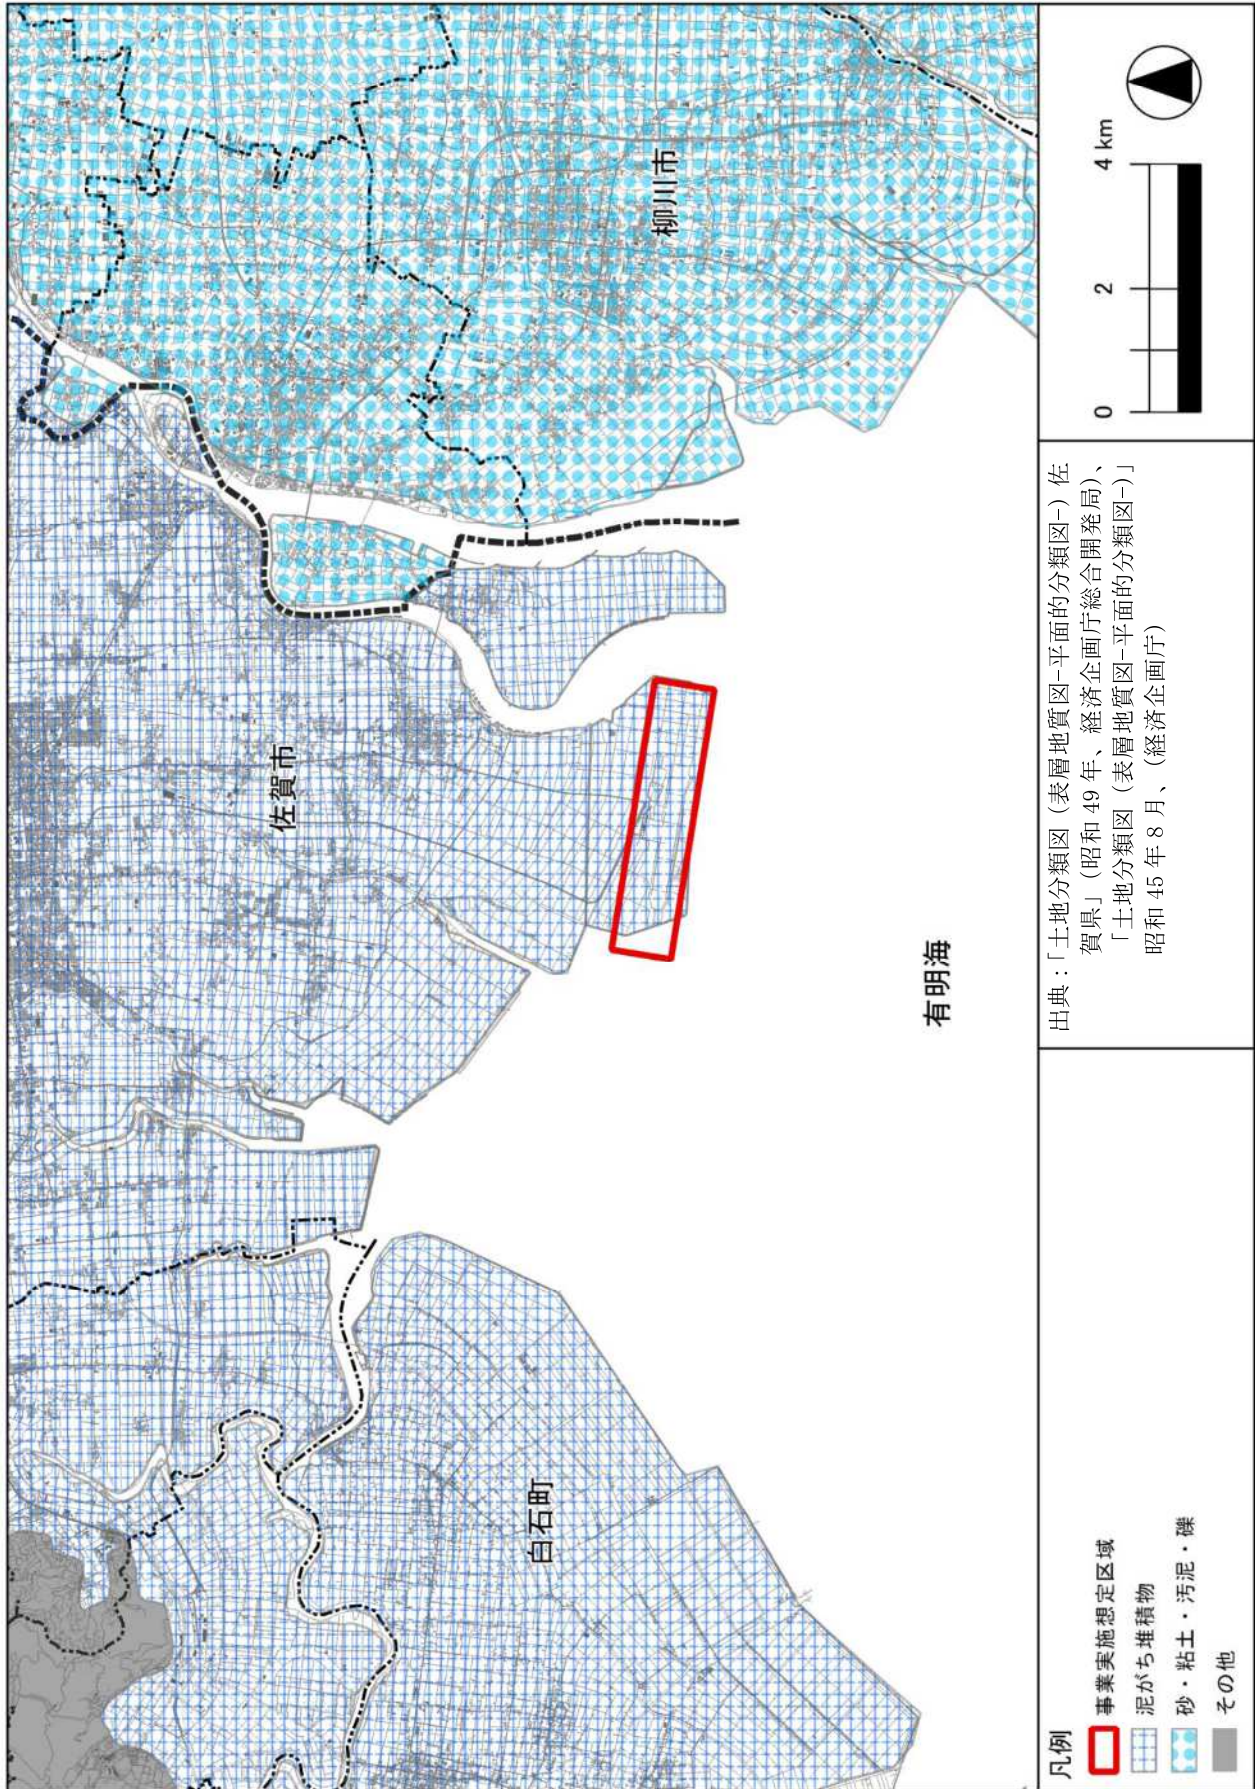 佐賀市
柳川市
白石町
有明海
凡例
事業実施想定区域
泥がち堆積物
砂・粘土・汚泥・礫
その他
出典：「土地分類図（表層地質図-平面的分類図-）佐
賀県」（昭和 49 年、経済企画庁総合開発局）、
「土地分類図（表層地質図-平面的分類図-）」
昭和 45 年 8 月、（経済企画庁）
0 2 4 km